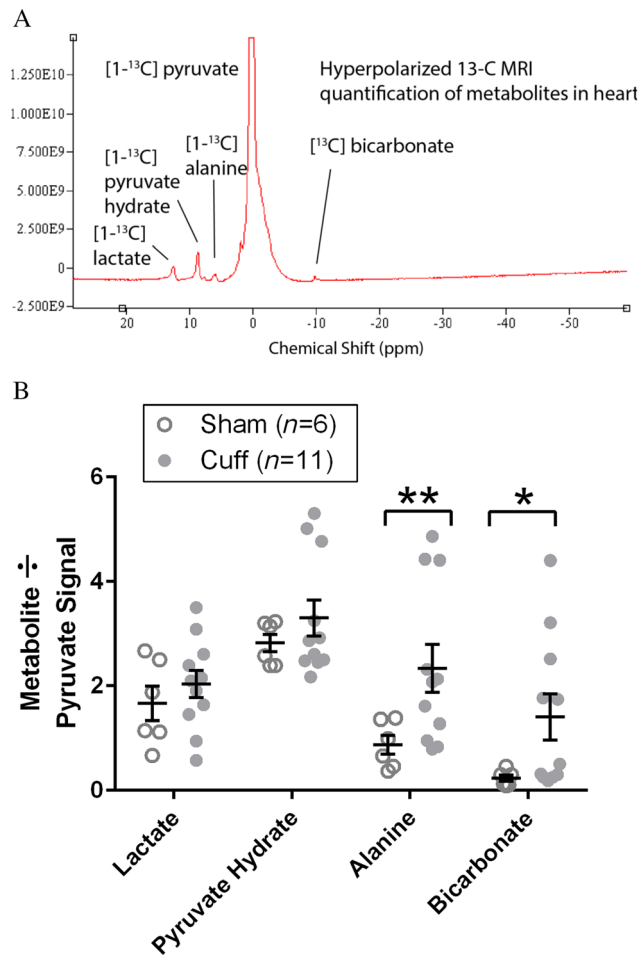 A
[1-¹³C] pyruvate
Hyperpolarized 13-C MRI
quantification of metabolites in heart
[1-¹³C]
alanine
[¹³C] bicarbonate
[1-¹³C]
pyruvate
hydrate
[1-¹³C]
lactate
1.250E10
1.000E10
7.500E9
5.000E9
2.500E9
0
-2.500E9
20
10
0
-10
-20
-30
-40
-50
Chemical Shift (ppm)
B
Sham (n=6)
Cuff (n=11)
Metabolite ÷
Pyruvate Signal
6
4
2
0
**
*
Lactate
Pyruvate Hydrate
Alanine
Bicarbonate